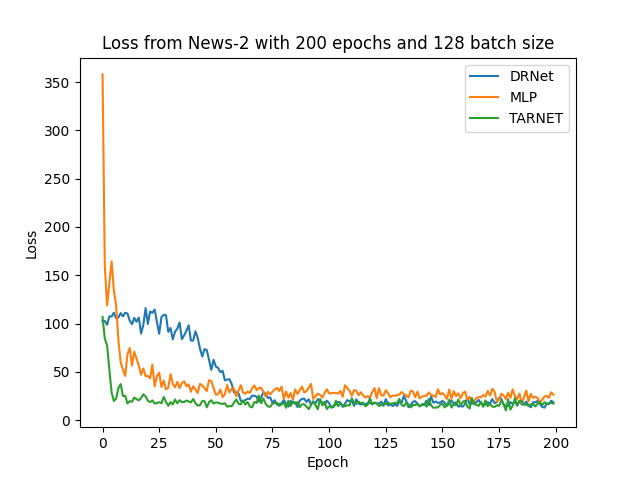 Loss from News-2 with 200 epochs and 128 batch size
350
300
250
200
150
100
50
0
Loss
DRNet
MLP
TARNET
0 25 50 75 100 125 150 175 200
Epoch